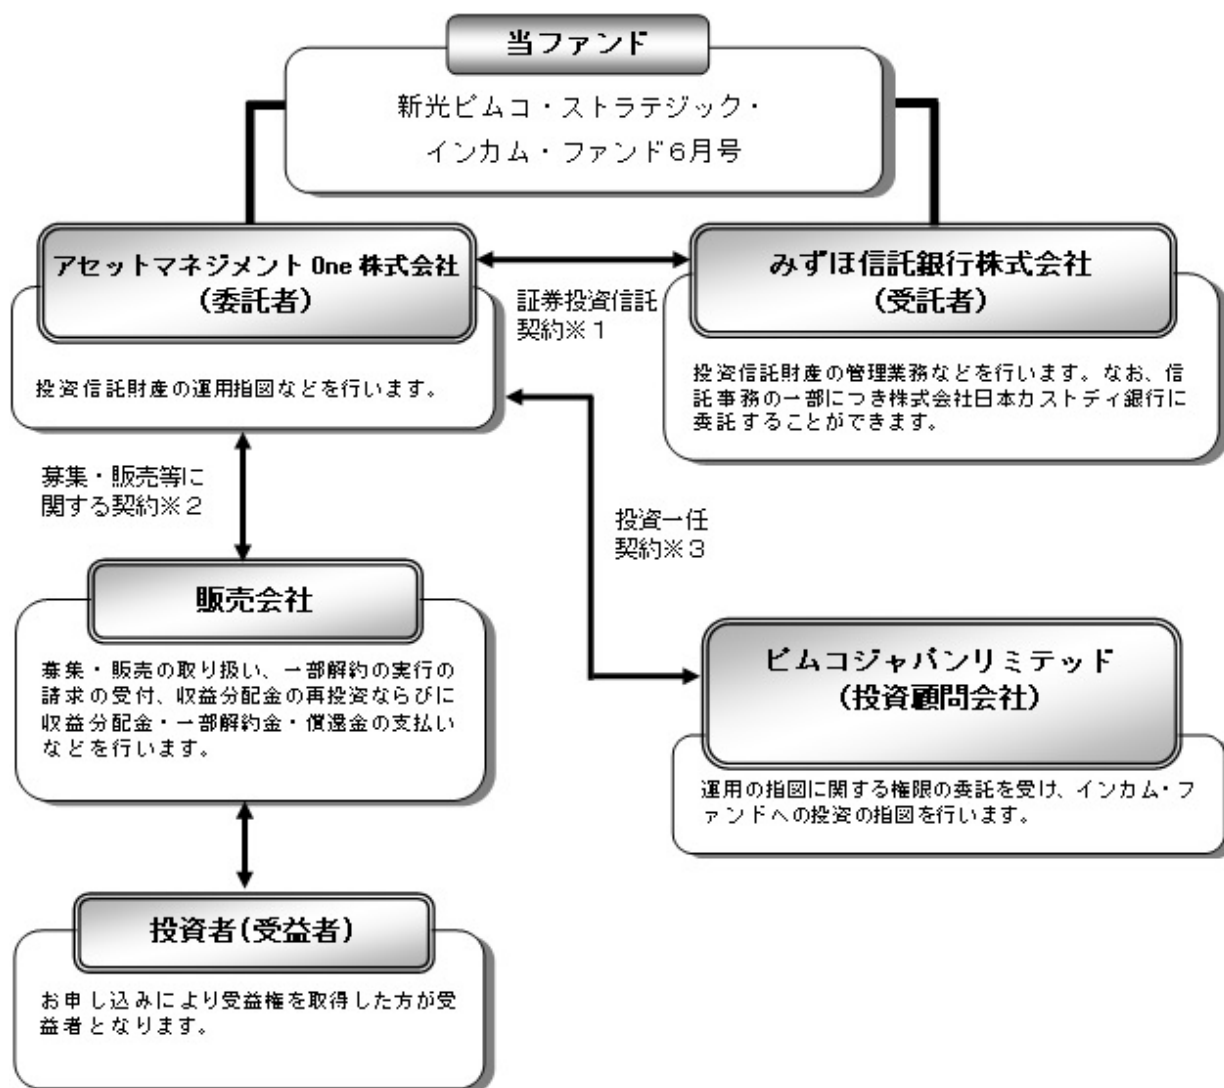 当ファンド
新光ピムコ・ストラテジック・
インカム・ファンド６月号
アセットマネジメント One 株式会社
（委託者）
みずほ信託銀行株式会社
（受託者）
証券投資信託
契約※１
投資信託財産の運用指図などを行います。
投資信託財産の管理業務などを行います。なお、信
託事務の一部につき株式会社日本カストディ銀行に
委託することができます。
募集・販売等に
関する契約※２
投資一任
契約※３
販売会社
募集・販売の取り扱い、一部解約の実行の
請求の受付、収益分配金の再投資ならびに
収益分配金・一部解約金・償還金の支払い
などを行います。
ピムコジャパンリミテッド
（投資顧問会社）
運用の指図に関する権限の委託を受け、インカム・フ
ァンドへの投資の指図を行います。
投資者（受益者）
お申し込みにより受益権を取得した方が受
益者となります。